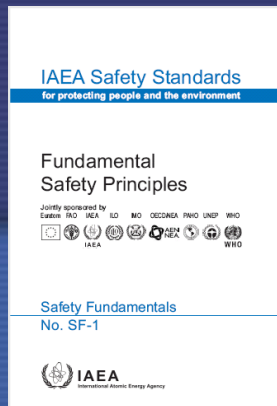 IAEA Safety Standards
for protecting people and the environment
Fundamental
Safety Principles
Jointly sponsored by
Euratom FAO IAEA ILO IMO OECD/NEA PAHO UNEP WHO
AEN
NEA
IAEA
WHO
Safety Fundamentals
No. SF-1
IAEA
International Atomic Energy Agency